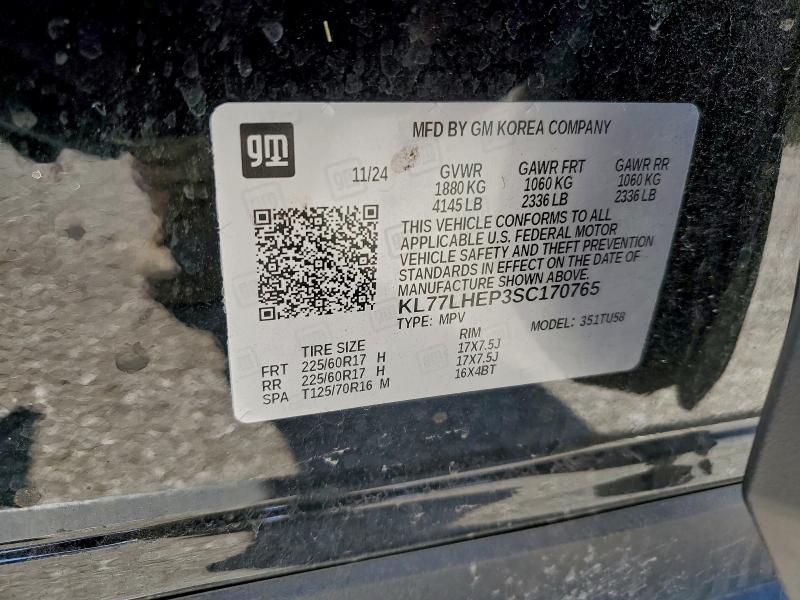 gm
MFD BY GM KOREA COMPANY
11/24
GVWR GAWR FRT GAWR RR
1880 KG 1060 KG 1060 KG
4145 LB 2336 LB 2336 LB
THIS VEHICLE CONFORMS TO ALL
APPLICABLE U.S. FEDERAL MOTOR
VEHICLE SAFETY AND THEFT PREVENTION
STANDARDS IN EFFECT ON THE DATE OF
MANUFACTURE SHOWN ABOVE.
KL77LHEP3SC170765
TYPE: MPV MODEL: 351TU58
TIRE SIZE RIM
FRT 225/60R17 H 17X7.5J
RR 225/60R17 H 17X7.5J
SPA T125/70R16 M 16X4BT